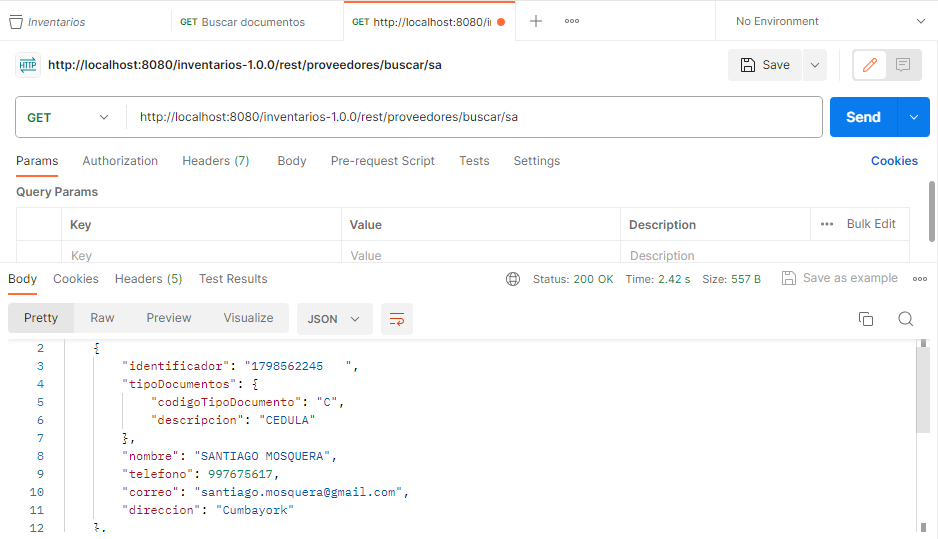 Inventarios GET Buscar documentos GET http://localhost:8080/in No Environment
HTTP http://localhost:8080/inventarios-1.0.0/rest/proveedores/buscar/sa Save
GET http://localhost:8080/inventarios-1.0.0/rest/proveedores/buscar/sa Send
Params Authorization Headers (7) Body Pre-request Script Tests Settings Cookies
Query Params
Key Value Description Bulk Edit
Key Value Description
Body Cookies Headers (5) Test Results Status: 200 OK Time: 2.42 s Size: 557 B Save as example
Pretty Raw Preview Visualize JSON
2 {
3 "identificador": "1798562245   ",
4 "tipoDocumentos": {
5 "codigoTipoDocumento": "C",
6 "descripcion": "CEDULA"
7 },
8 "nombre": "SANTIAGO MOSQUERA",
9 "telefono": 997675617,
10 "correo": "santiago.mosquera@gmail.com",
11 "direccion": "Cumbayork"
12 },